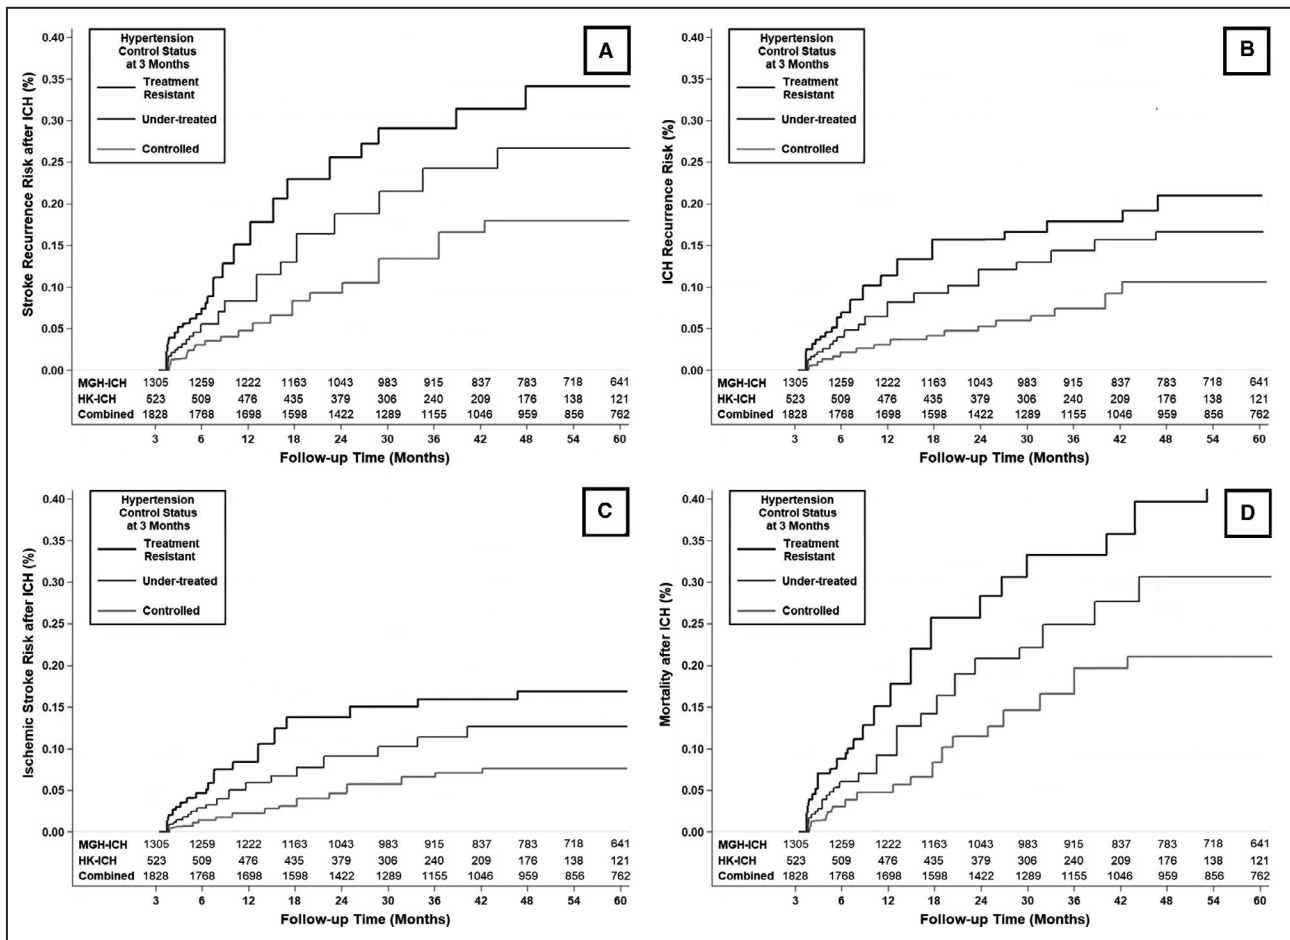 A
Hypertension
Control Status
at 3 Months
Treatment
Resistant
Under-treated
Controlled
Stroke Recurrence Risk after ICH (%)
0.40
0.35
0.30
0.25
0.20
0.15
0.10
0.05
0.00
MGH-ICH 1305 1259 1222 1163 1043 983 915 837 783 718 641
HK-ICH 523 509 476 435 379 306 240 209 176 138 121
Combined 1828 1768 1698 1598 1422 1289 1155 1046 959 856 762
3 6 12 18 24 30 36 42 48 54 60
Follow-up Time (Months)
B
Hypertension
Control Status
at 3 Months
Treatment
Resistant
Under-treated
Controlled
ICH Recurrence Risk (%)
0.40
0.35
0.30
0.25
0.20
0.15
0.10
0.05
0.00
MGH-ICH 1305 1259 1222 1163 1043 983 915 837 783 718 641
HK-ICH 523 509 476 435 379 306 240 209 176 138 121
Combined 1828 1768 1698 1598 1422 1289 1155 1046 959 856 762
3 6 12 18 24 30 36 42 48 54 60
Follow-up Time (Months)
C
Hypertension
Control Status
at 3 Months
Treatment
Resistant
Under-treated
Controlled
Ischemic Stroke Risk after ICH (%)
0.40
0.35
0.30
0.25
0.20
0.15
0.10
0.05
0.00
MGH-ICH 1305 1259 1222 1163 1043 983 915 837 783 718 641
HK-ICH 523 509 476 435 379 306 240 209 176 138 121
Combined 1828 1768 1698 1598 1422 1289 1155 1046 959 856 762
3 6 12 18 24 30 36 42 48 54 60
Follow-up Time (Months)
D
Hypertension
Control Status
at 3 Months
Treatment
Resistant
Under-treated
Controlled
Mortality after ICH (%)
0.40
0.35
0.30
0.25
0.20
0.15
0.10
0.05
0.00
MGH-ICH 1305 1259 1222 1163 1043 983 915 837 783 718 641
HK-ICH 523 509 476 435 379 306 240 209 176 138 121
Combined 1828 1768 1698 1598 1422 1289 1155 1046 959 856 762
3 6 12 18 24 30 36 42 48 54 60
Follow-up Time (Months)